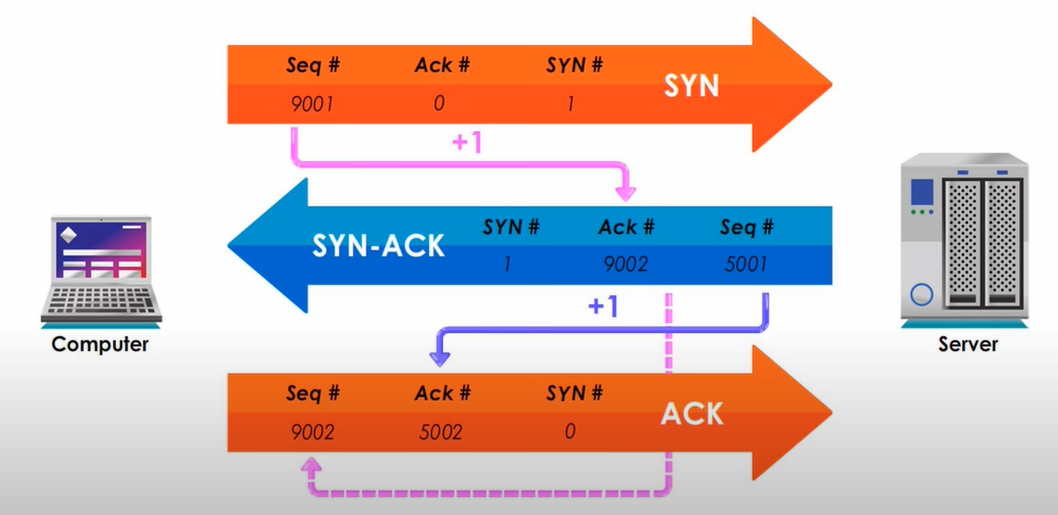 Seq # Ack # SYN #
SYN
9001 0 1
+1
SYN # Ack # Seq #
SYN-ACK
1 9002 5001
+1
Computer
Server
Seq # Ack # SYN #
ACK
9002 5002 0